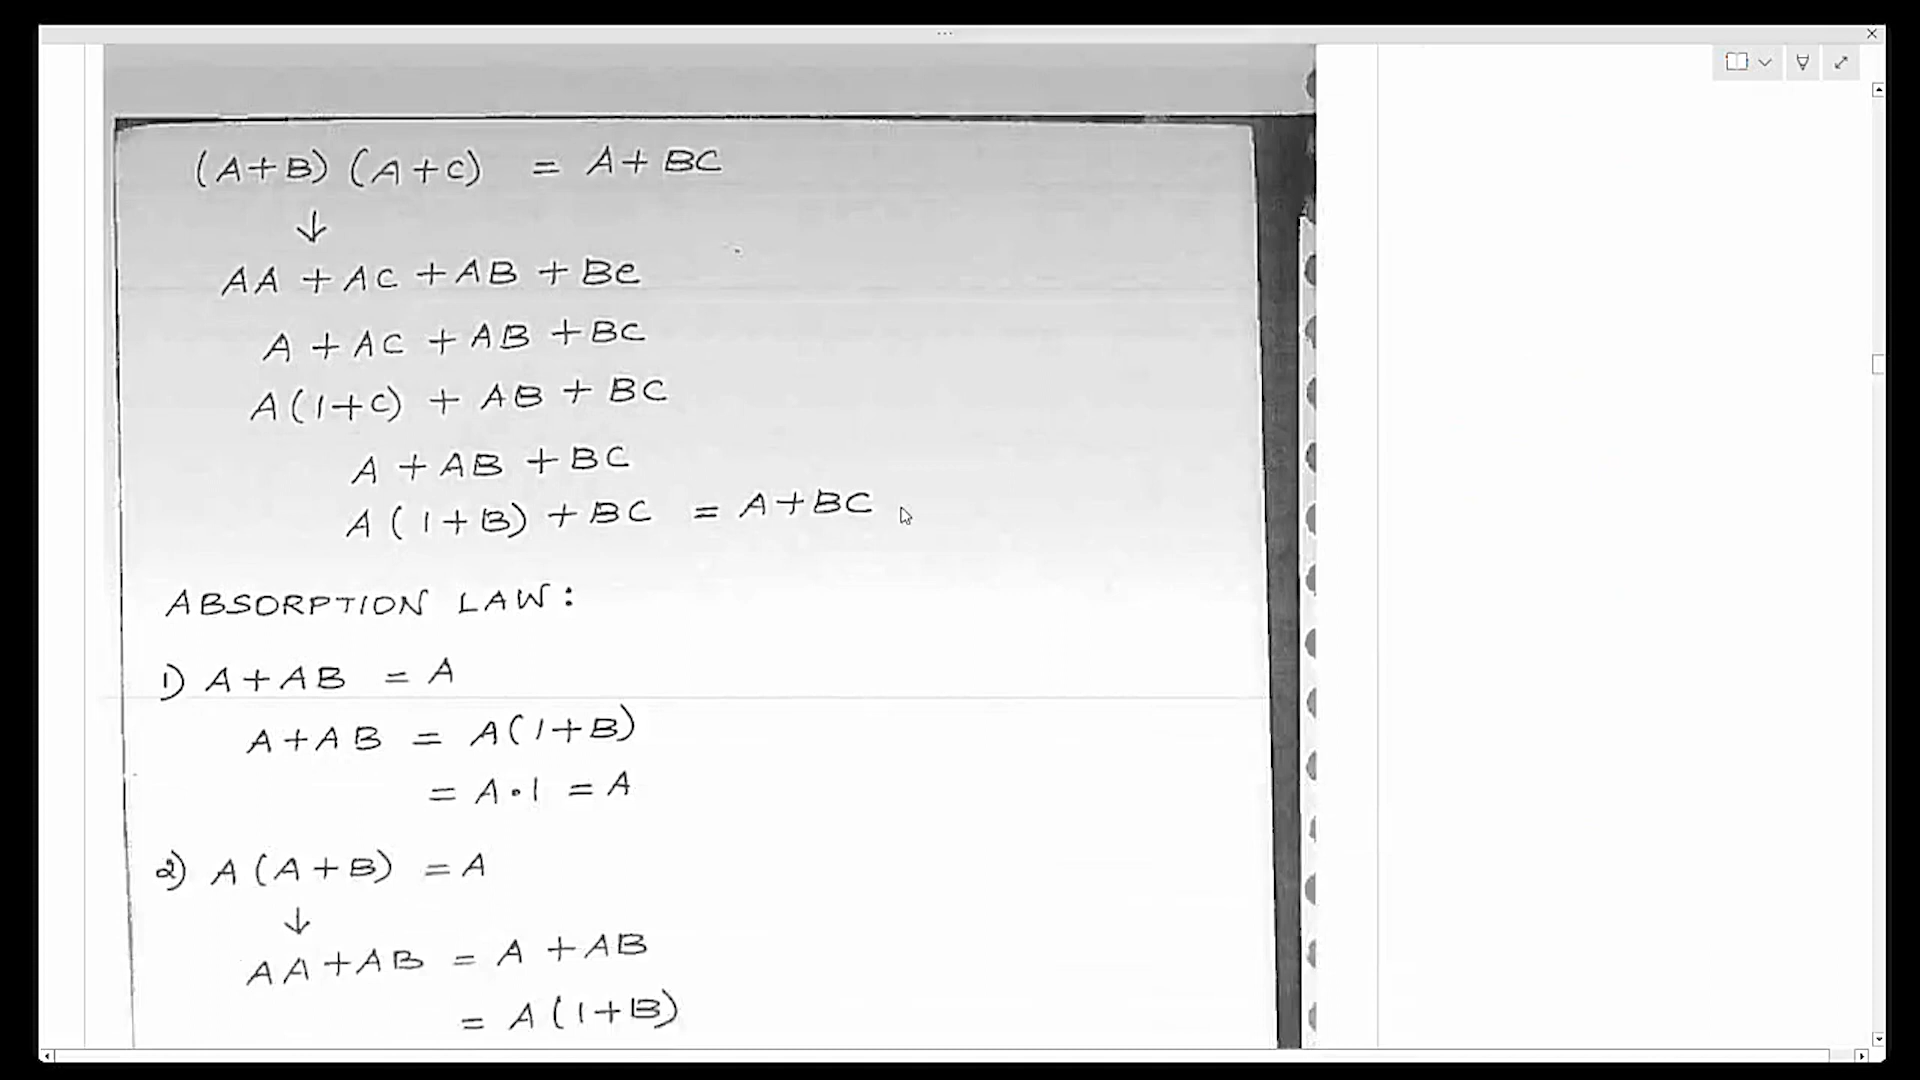 (A+B) (A+C) = A+BC
↓
AA + AC + AB + BC
A + AC + AB + BC
A(1+C) + AB + BC
A + AB + BC
A(1+B) + BC = A+BC
ABSORPTION LAW:
1) A+AB = A
A+AB = A(1+B)
= A•1 = A
2) A(A+B) = A
↓
AA+AB = A + AB
= A(1+B)